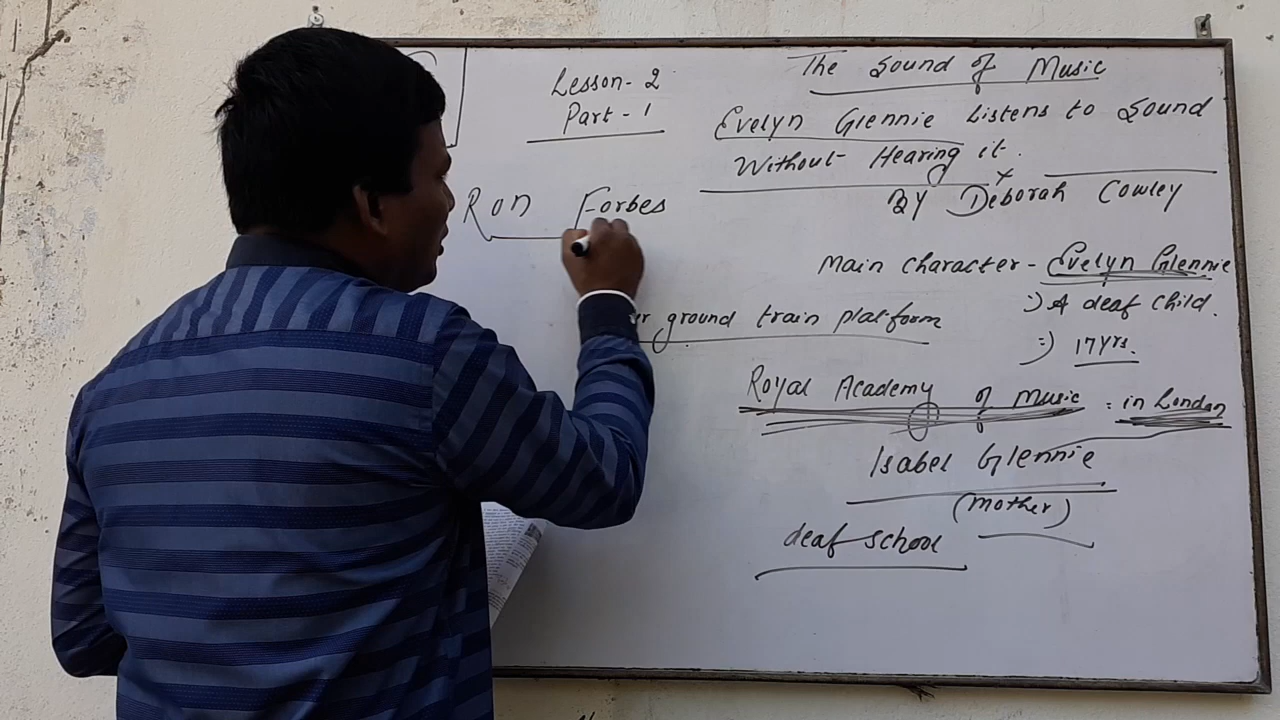 Lesson - 2
Part - 1
The Sound of Music
Evelyn Glennie Listens to Sound
Without Hearing it.
By Deborah Cowley
Ron Forbes
Main character - Evelyn Glennie
:) A deaf child.
:) 17 yrs.
ground train platform
Royal Academy of Music : in London
Isabel Glennie
(mother)
deaf school